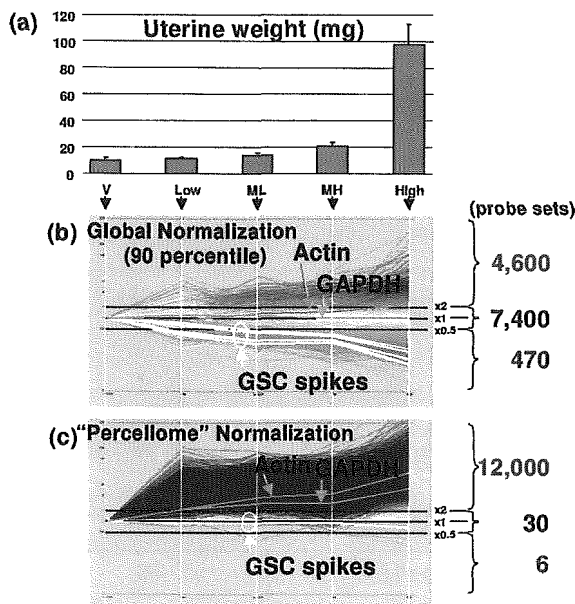 (a)
Uterine weight (mg)
120
100
80
60
40
20
0
V Low ML MH High
(probe sets)
(b) Global Normalization
(90 percentile)
Actin
GAPDH
GSC spikes
x2
x1
x0.5
4,600
7,400
470
(c) "Percellome" Normalization
Actin GAPDH
GSC spikes
x2
x1
x0.5
12,000
30
6